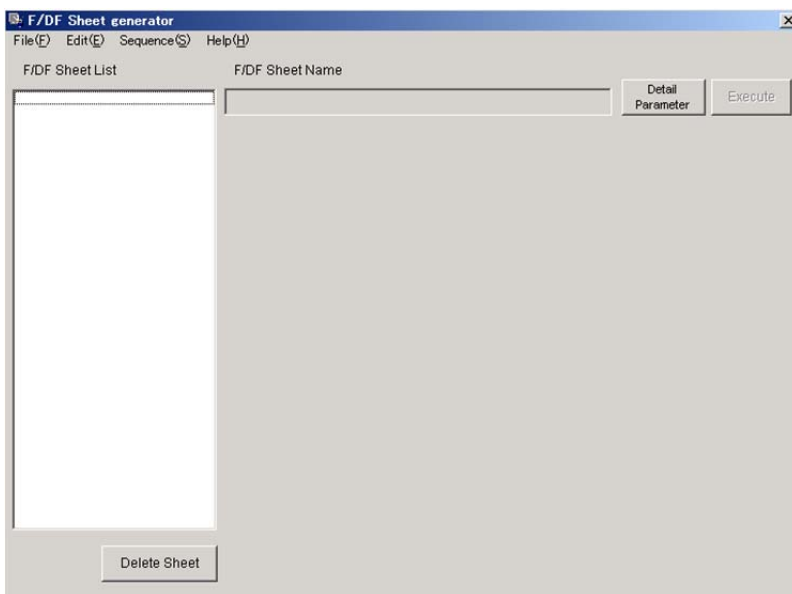 F/DF Sheet generator
File(F) Edit(E) Sequence(S) Help(H)
F/DF Sheet List
F/DF Sheet Name
Detail
Parameter
Execute
Delete Sheet